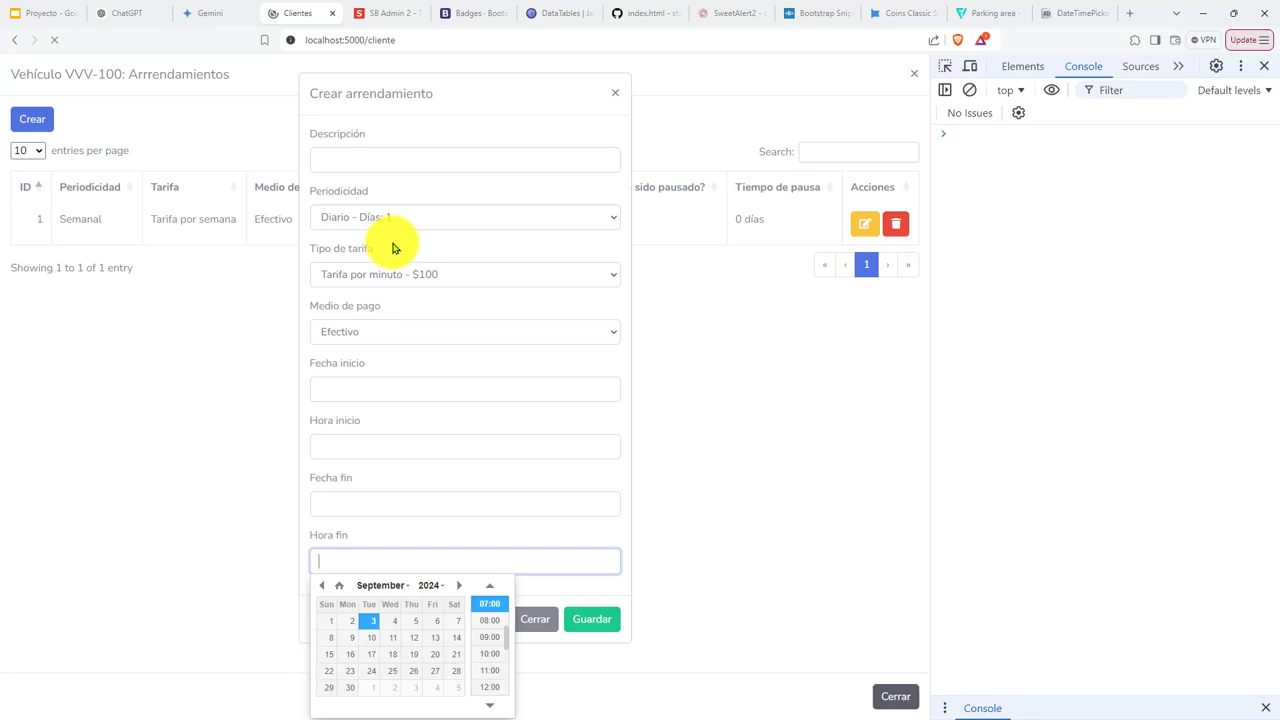 Premium sof
ChatGPT
Gemini
Clientes
SB Admin 2 - T
Badges - Boots
DataTables | Ja
index.html - sta
SweetAlert2 - a
Bootstrap Snip
Coins Classic S
Parking area -
DateTimePicke
localhost:5000/cliente
VPN
Update
Vehículo VVV-100: Arrrendamientos
Crear
10 entries per page
Search:
ID Periodicidad Tarifa Medio de sido pausado? Tiempo de pausa Acciones
1 Semanal Tarifa por semana Efectivo 0 días
Showing 1 to 1 of 1 entry
« ‹ 1 › »
Crear arrendamiento
Descripción
Periodicidad
Diario - Días: 1
Tipo de tarifa
Tarifa por minuto - $100
Medio de pago
Efectivo
Fecha inicio
Hora inicio
Fecha fin
Hora fin
September 2024
Sun Mon Tue Wed Thu Fri Sat
1 2 3 4 5 6 7
8 9 10 11 12 13 14
15 16 17 18 19 20 21
22 23 24 25 26 27 28
29 30 1 2 3 4 5
07:00
08:00
09:00
10:00
11:00
12:00
Cerrar
Guardar
Cerrar
Elements
Console
Sources
top
Filter
Default levels
No Issues
Console